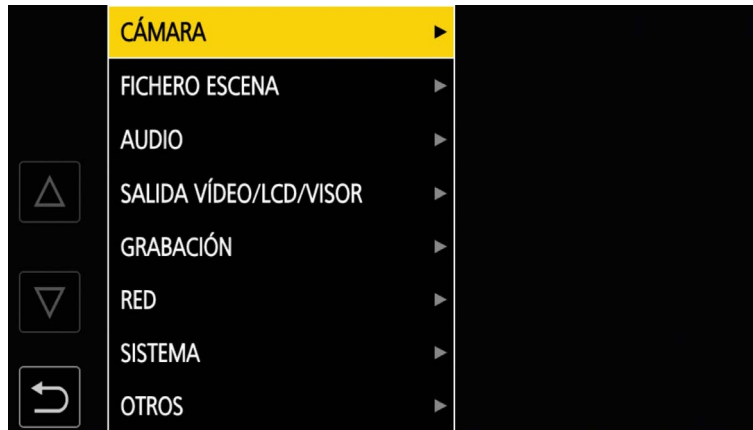 CÁMARA
FICHERO ESCENA
AUDIO
SALIDA VÍDEO/LCD/VISOR
GRABACIÓN
RED
SISTEMA
OTROS